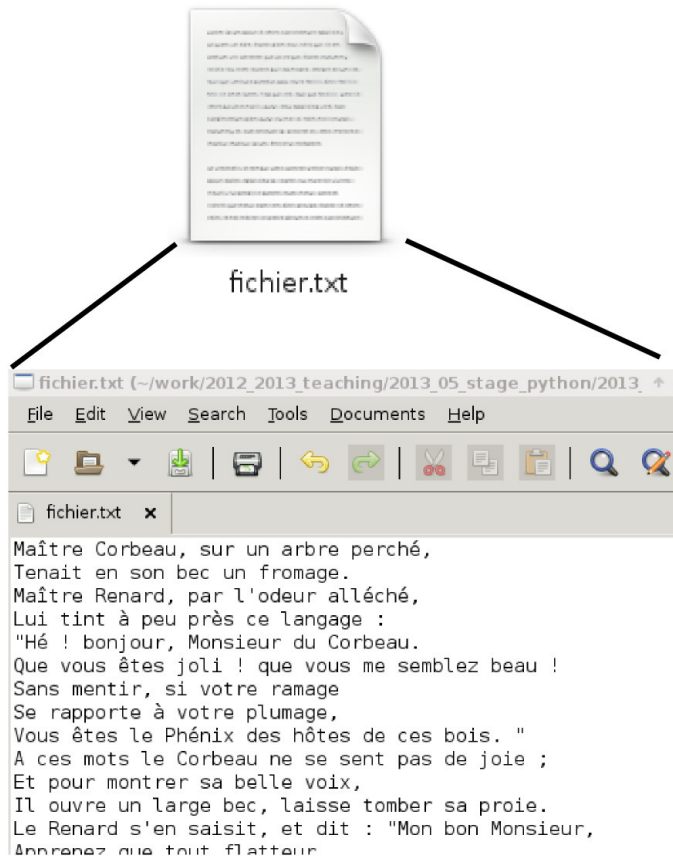 fichier.txt
fichier.txt (~/work/2012_2013_teaching/2013_05_stage_python/2013_
File Edit View Search Tools Documents Help
fichier.txt
Maître Corbeau, sur un arbre perché,
Tenait en son bec un fromage.
Maître Renard, par l'odeur alléché,
Lui tint à peu près ce langage :
"Hé ! bonjour, Monsieur du Corbeau.
Que vous êtes joli ! que vous me semblez beau !
Sans mentir, si votre ramage
Se rapporte à votre plumage,
Vous êtes le Phénix des hôtes de ces bois. "
A ces mots le Corbeau ne se sent pas de joie ;
Et pour montrer sa belle voix,
Il ouvre un large bec, laisse tomber sa proie.
Le Renard s'en saisit, et dit : "Mon bon Monsieur,
Apprenez que tout flatteur